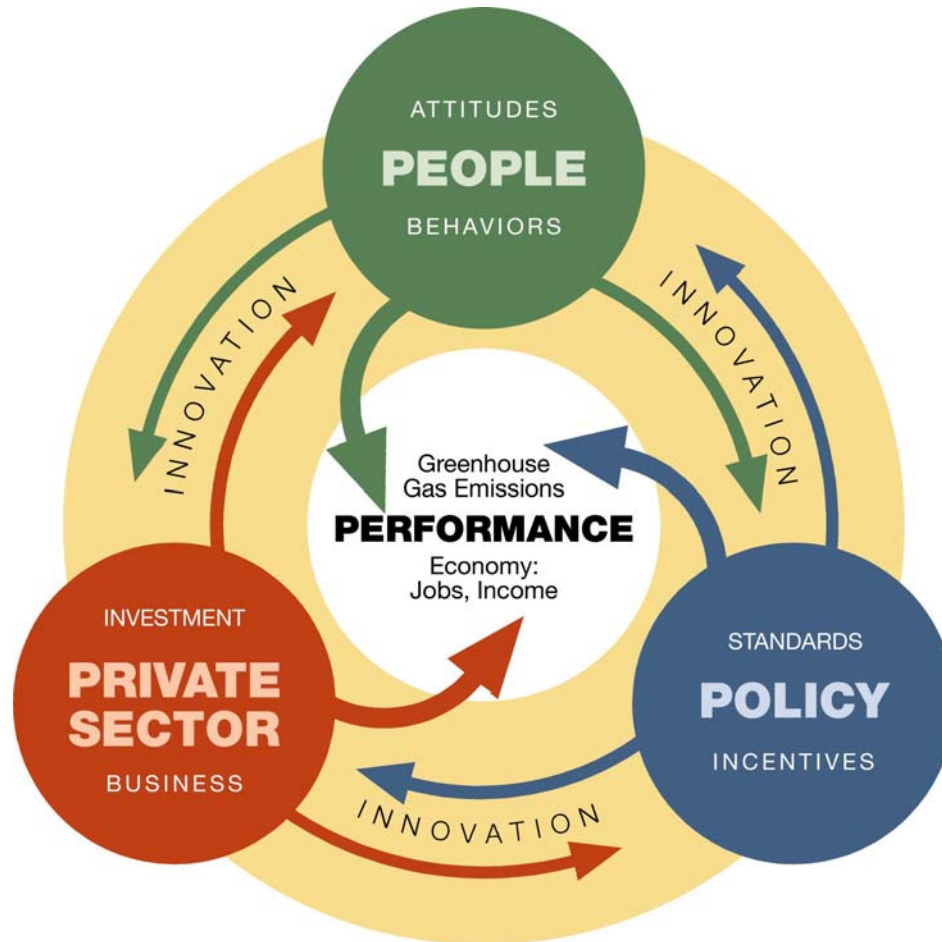 ATTITUDES
PEOPLE
BEHAVIORS
INNOVATION
INNOVATION
Greenhouse
Gas Emissions
PERFORMANCE
Economy:
Jobs, Income
INVESTMENT
PRIVATE
SECTOR
BUSINESS
STANDARDS
POLICY
INCENTIVES
INNOVATION